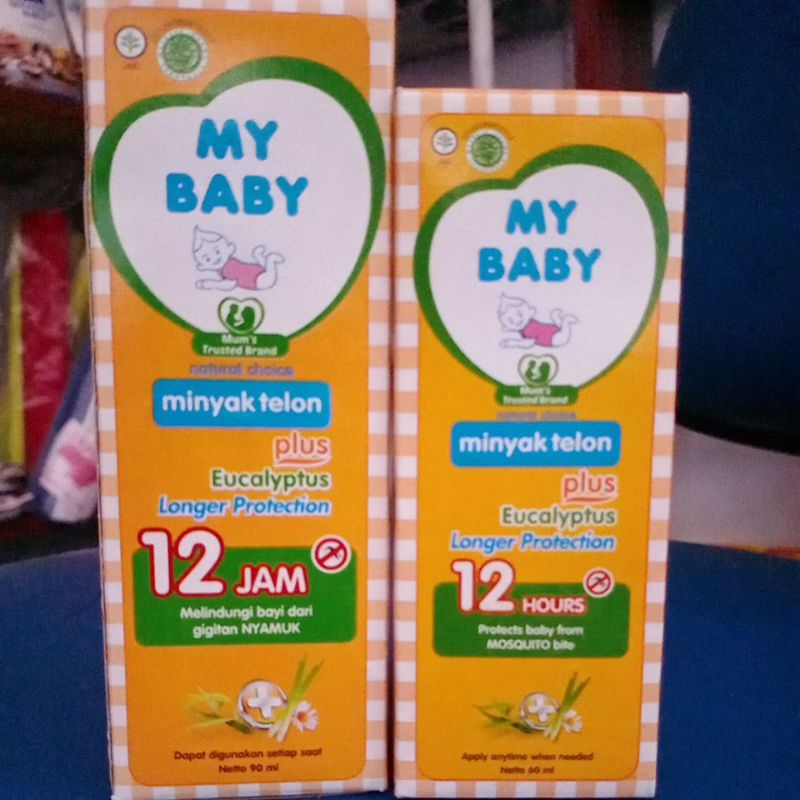 MY
BABY
Mum's
Trusted Brand
natural choice
minyak telon
plus
Eucalyptus
Longer Protection
12 JAM
Melindungi bayi dari
gigitan NYAMUK
Dapat digunakan setiap saat
Netto 90 ml
MY
BABY
Mum's
Trusted Brand
natural choice
minyak telon
plus
Eucalyptus
Longer Protection
12 HOURS
Protects baby from
MOSQUITO bite
Apply anytime when needed
Netto 60 ml